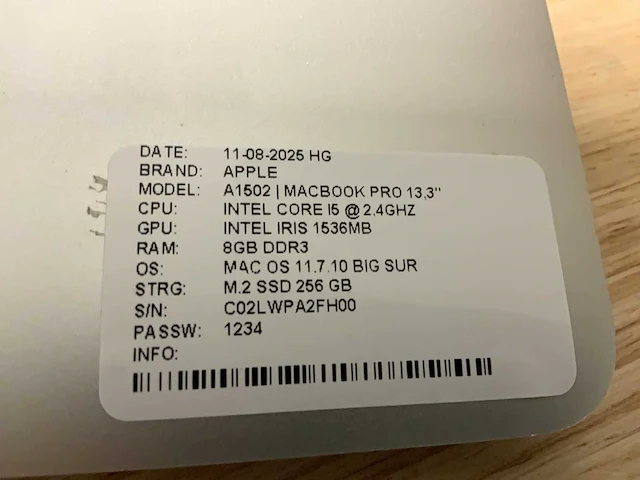 DATE: 11-08-2025 HG
BRAND: APPLE
MODEL: A1502 | MACBOOK PRO 13,3"
CPU: INTEL CORE I5 @ 2,4GHZ
GPU: INTEL IRIS 1536MB
RAM: 8GB DDR3
OS: MAC OS 11.7.10 BIG SUR
STRG: M.2 SSD 256 GB
S/N: C02LWPA2FH00
PASSW: 1234
INFO: